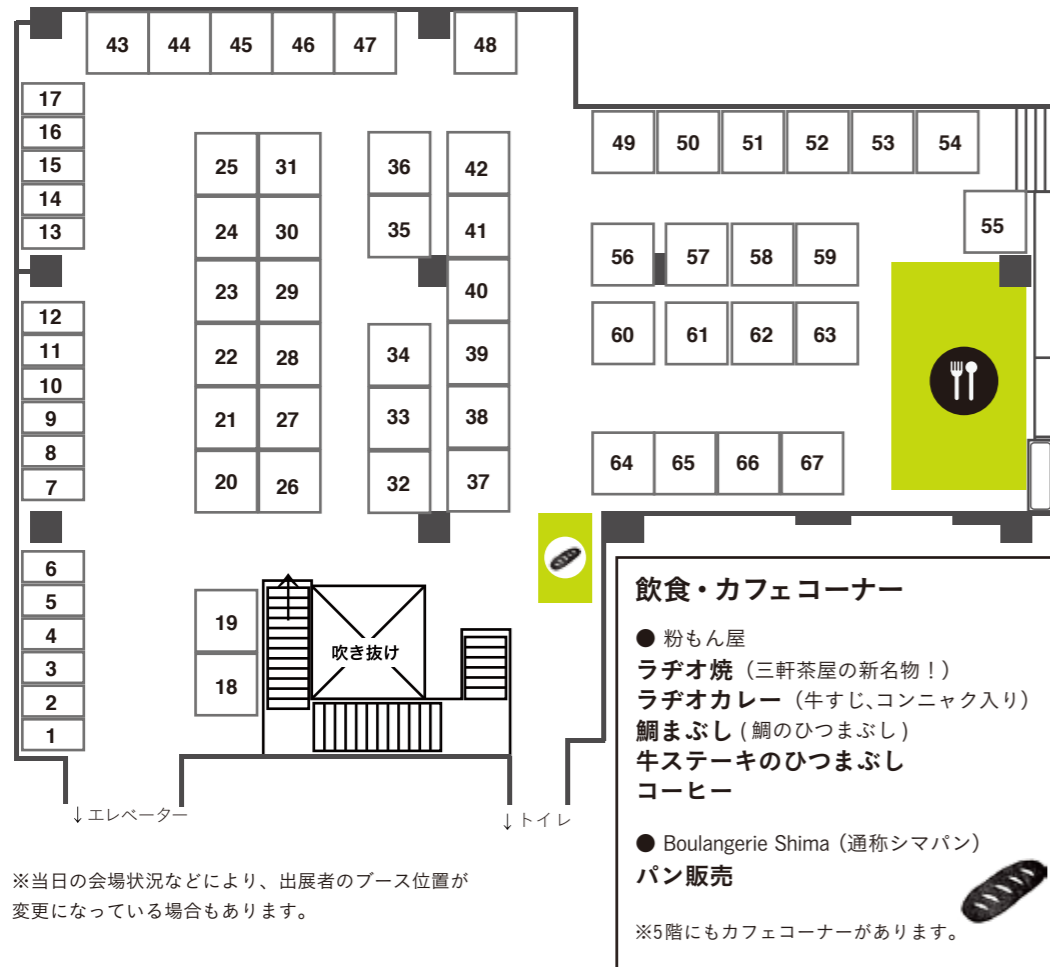 43 44 45 46 47 48
17
16
15
14
13
12
11
10
9
8
7
6
5
4
3
2
1
25 31
24 30
23 29
22 28
21 27
20 26
19
18
36 42
35 41
40
34 39
33 38
32 37
49 50 51 52 53 54
55
56 57 58 59
60 61 62 63
64 65 66 67
吹き抜け
↓エレベーター
↓トイレ
※当日の会場状況などにより、出展者のブース位置が
変更になっている場合もあります。
飲食・カフェコーナー
● 粉もん屋
ラヂオ焼（三軒茶屋の新名物！）
ラヂオカレー（牛すじ、コンニャク入り）
鯛まぶし ( 鯛のひつまぶし )
牛ステーキのひつまぶし
コーヒー
● Boulangerie Shima（通称シマパン）
パン販売
※5階にもカフェコーナーがあります。